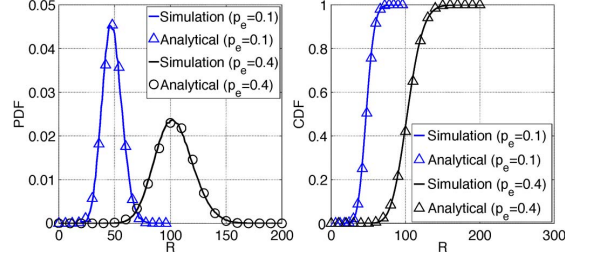 0.05
0.04
0.03
0.02
0.01
0
PDF
0 50 100 150 200
R
Simulation (pe=0.1)
Analytical (pe=0.1)
Simulation (pe=0.4)
Analytical (pe=0.4)
1
0.8
0.6
0.4
0.2
0
CDF
0 100 200 300
R
Simulation (pe=0.1)
Analytical (pe=0.1)
Simulation (pe=0.4)
Analytical (pe=0.4)